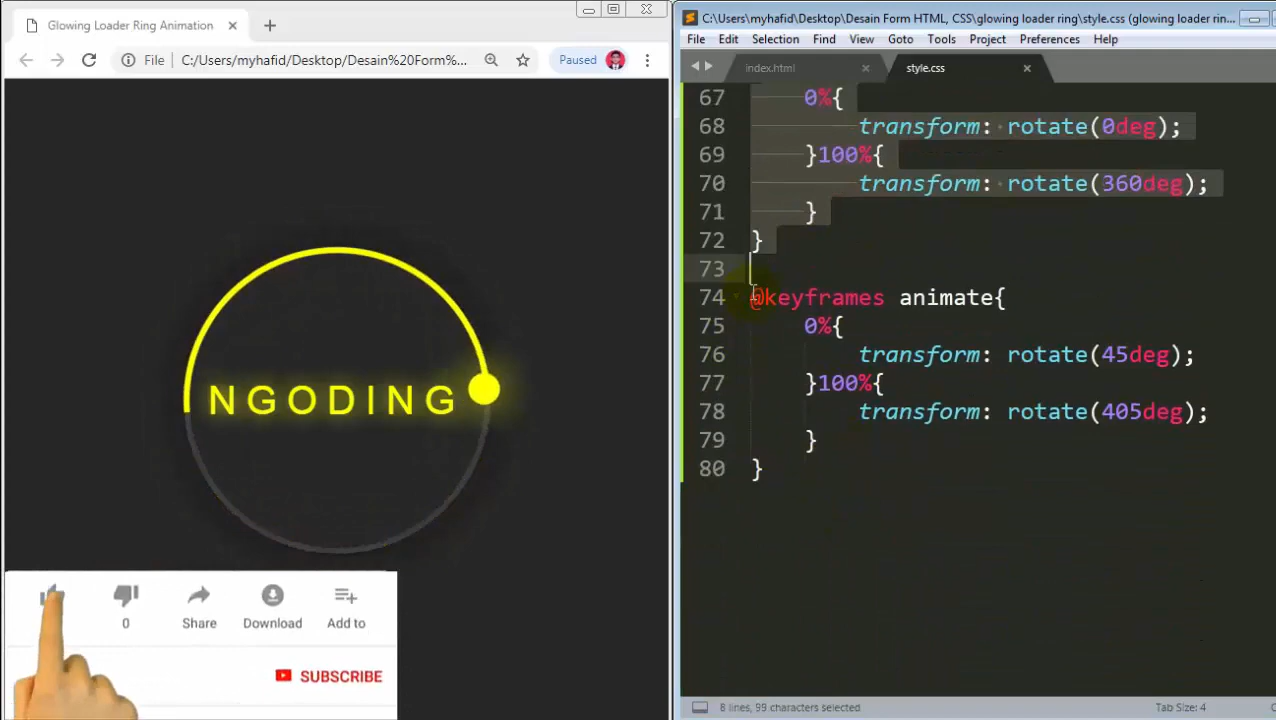 Glowing Loader Ring Animation
File C:/Users/myhafid/Desktop/Desain%20Form%... Paused
NGODING
0 Share Download Add to
SUBSCRIBE
C:\Users\myhafid\Desktop\Desain Form HTML, CSS\glowing loader ring\style.css (glowing loader rin...
File Edit Selection Find View Goto Tools Project Preferences Help
index.html style.css
67 0%{
68 transform: rotate(0deg);
69 }100%{
70 transform: rotate(360deg);
71 }
72 }
73
74 @keyframes animate{
75 0%{
76 transform: rotate(45deg);
77 }100%{
78 transform: rotate(405deg);
79 }
80 }
8 lines, 99 characters selected Tab Size: 4